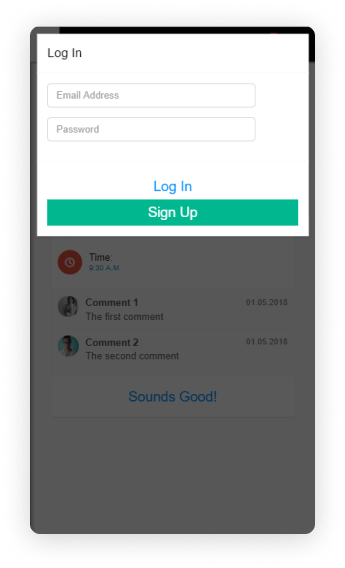 Log In
Email Address
Password
Log In
Sign Up
Time:
9:30 A.M
Comment 1 01.05.2018
The first comment
Comment 2 01.05.2018
The second comment
Sounds Good!